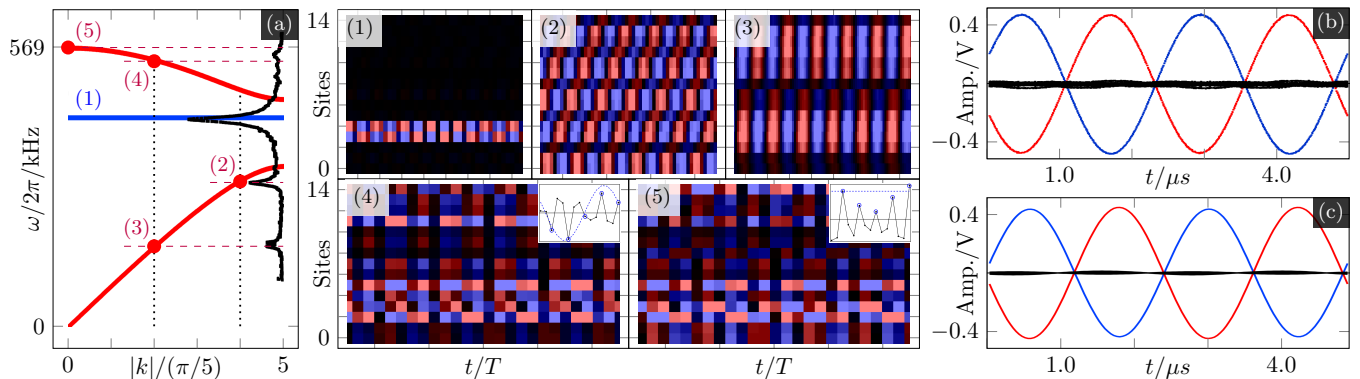 (a)
ω/2π/kHz
569
0
(5)
(4)
(1)
(2)
(3)
0
2
4
5
|k|/(π/5)
Sites
14
0
(1)
(2)
(3)
Sites
14
0
(4)
(5)
t/T
t/T
(b)
Amp./V
0.4
−0.4
1.0
4.0
t/μs
(c)
Amp./V
0.4
−0.4
1.0
4.0
t/μs